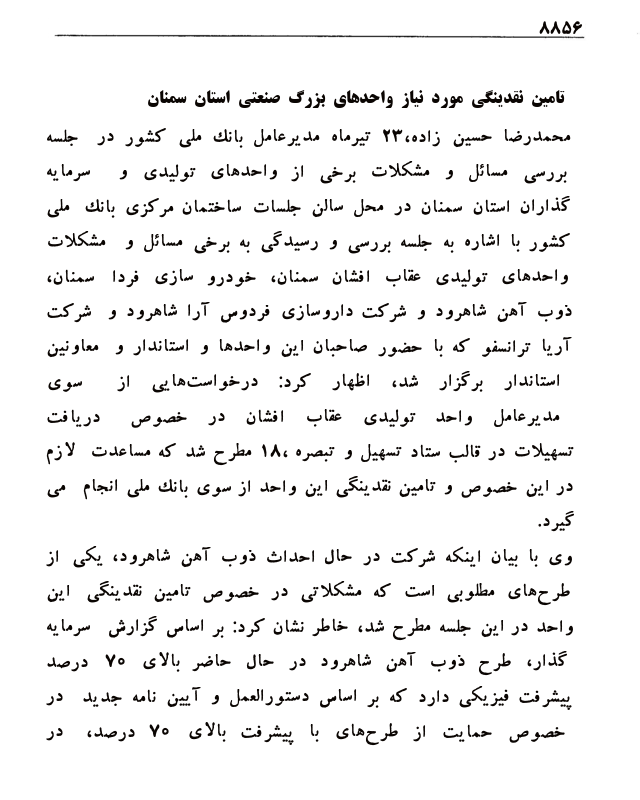 ۸۸۵۶
تامین نقدینگی مورد نیاز واحدهای بزرگ صنعتی استان سمنان
محمدرضا حسین زاده،۲۳ تیرماه مدیرعامل بانك ملی کشور در جلسه
بررسی مسائل و مشکلات برخی از واحدهای تولیدی و سرمایه
گذاران استان سمنان در محل سالن جلسات ساختمان مرکزی بانك ملی
کشور با اشاره به جلسه بررسی و رسیدگی به برخی مسائل و مشکلات
واحدهای تولیدی عقاب افشان سمنان، خودرو سازی فردا سمنان،
ذوب آهن شاهرود و شرکت داروسازی فردوس آرا شاهرود و شرکت
آریا ترانسفو که با حضور صاحبان این واحدها و استاندار و معاونین
استاندار برگزار شد، اظهار کرد: درخواست‌هایی از سوی
مدیرعامل واحد تولیدی عقاب افشان در خصوص دریافت
تسهیلات در قالب ستاد تسهیل و تبصره ،۱۸ مطرح شد که مساعدت لازم
در این خصوص و تامین نقدینگی این واحد از سوی بانك ملی انجام می
گیرد.
وی با بیان اینکه شرکت در حال احداث ذوب آهن شاهرود، یکی از
طرح‌های مطلوبی است که مشکلاتی در خصوص تامین نقدینگی این
واحد در این جلسه مطرح شد، خاطر نشان کرد: بر اساس گزارش سرمایه
گذار، طرح ذوب آهن شاهرود در حال حاضر بالای ۷۰ درصد
پیشرفت فیزیکی دارد که بر اساس دستورالعمل و آیین نامه جدید در
خصوص حمایت از طرح‌های با پیشرفت بالای ۷۰ درصد، در